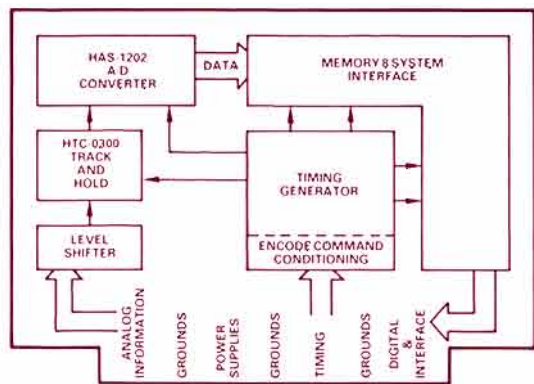 HAS-1202
A D
CONVERTER
DATA
MEMORY 8 SYSTEM
INTERFACE
HTC-0300
TRACK
AND
HOLD
TIMING
GENERATOR
LEVEL
SHIFTER
ENCODE COMMAND
CONDITIONING
ANALOG
INFORMATION
GROUNDS
POWER
SUPPLIES
GROUNDS
TIMING
GROUNDS
DIGITAL
&
INTERFACE